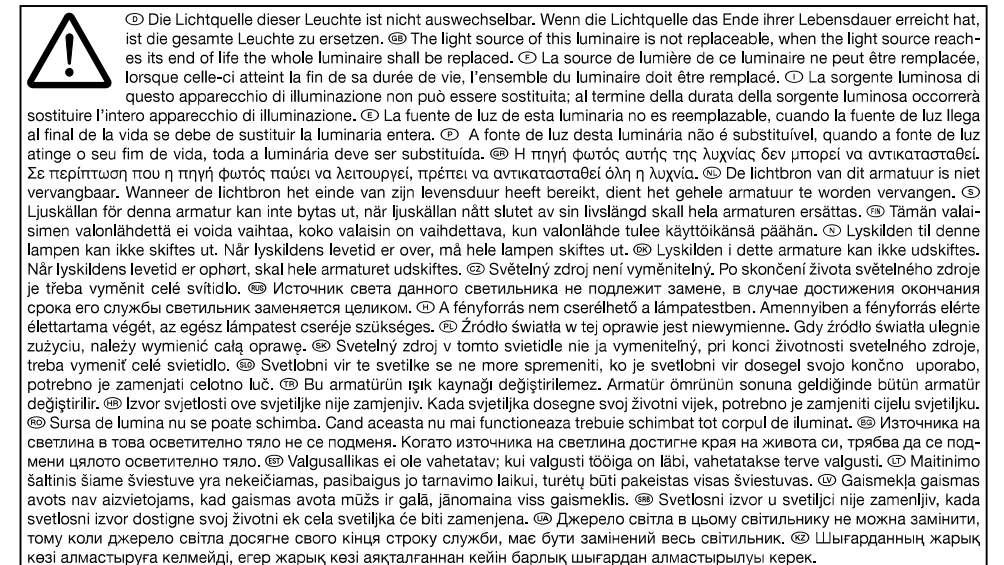 Ⓓ Die Lichtquelle dieser Leuchte ist nicht auswechselbar. Wenn die Lichtquelle das Ende ihrer Lebensdauer erreicht hat,
ist die gesamte Leuchte zu ersetzen. GB The light source of this luminaire is not replaceable, when the light source reach-
es its end of life the whole luminaire shall be replaced. Ⓕ La source de lumière de ce luminaire ne peut être remplacée,
lorsque celle-ci atteint la fin de sa durée de vie, l'ensemble du luminaire doit être remplacé. Ⓘ La sorgente luminosa di
questo apparecchio di illuminazione non può essere sostituita; al termine della durata della sorgente luminosa occorrerà
sostituire l'intero apparecchio di illuminazione. Ⓔ La fuente de luz de esta luminaria no es reemplazable, cuando la fuente de luz llega
al final de la vida se debe de sustituir la luminaria entera. Ⓟ A fonte de luz desta luminária não é substituível, quando a fonte de luz
atinge o seu fim de vida, toda a luminária deve ser substituída. GR Η πηγή φωτός αυτής της λυχνίας δεν μπορεί να αντικατασταθεί.
Σε περίπτωση που η πηγή φωτός παύει να λειτουργεί, πρέπει να αντικατασταθεί όλη η λυχνία. NL De lichtbron van dit armatuur is niet
vervangbaar. Wanneer de lichtbron het einde van zijn levensduur heeft bereikt, dient het gehele armatuur te worden vervangen. Ⓢ
Ljuskällan för denna armatur kan inte bytas ut, när ljuskällan nått slutet av sin livslängd skall hela armaturen ersättas. FIN Tämän valai-
simen valonlähdettä ei voida vaihtaa, koko valaisin on vaihdettava, kun valonlähde tulee käyttöikänsä päähän. Ⓝ Lyskilden til denne
lampen kan ikke skiftes ut. Når lyskildens levetid er over, må hele lampen skiftes ut. DK Lyskilden i dette armature kan ikke udskiftes.
Når lyskildens levetid er ophørt, skal hele armaturet udskiftes. CZ Světelný zdroj není vyměnitelný. Po skončení života světelného zdroje
je třeba vyměnit celé svítidlo. RUS Источник света данного светильника не подлежит замене, в случае достижения окончания
срока его службы светильник заменяется целиком. Ⓗ A fényforrás nem cserélhető a lámpatestben. Amennyiben a fényforrás elérte
élettartama végét, az egész lámpatest cseréje szükséges. PL Źródło światła w tej oprawie jest niewymienne. Gdy źródło światła ulegnie
zużyciu, należy wymienić całą oprawę. SK Svetelný zdroj v tomto svietidle nie ja vymeniteľný, pri konci životnosti svetelného zdroje,
treba vymeniť celé svietidlo. SLO Svetlobni vir te svetilke se ne more spremeniti, ko je svetlobni vir dosegel svojo končno uporabo,
potrebno je zamenjati celotno luč. TR Bu armatürün ışık kaynağı değiştirilemez. Armatür ömrünün sonuna geldiğinde bütün armatür
değiştirilir. HR Izvor svjetlosti ove svjetiljke nije zamjenjiv. Kada svjetiljka dosegne svoj životni vijek, potrebno je zamjeniti cijelu svjetiljku.
RO Sursa de lumina nu se poate schimba. Cand aceasta nu mai functioneaza trebuie schimbat tot corpul de iluminat. BG Източника на
светлина в това осветително тяло не се подменя. Когато източника на светлина достигне края на живота си, трябва да се под-
мени цялото осветително тяло. EST Valgusallikas ei ole vahetatav; kui valgusti tööiga on läbi, vahetatakse terve valgusti. LT Maitinimo
šaltinis šiame šviestuve yra nekeičiamas, pasibaigus jo tarnavimo laikui, turėtų būti pakeistas visas šviestuvas. LV Gaismekļa gaismas
avots nav aizvietojams, kad gaismas avota mūžs ir galā, jānomaina viss gaismeklis. SRB Svetlosni izvor u svetiljci nije zamenljiv, kada
svetlosni izvor dostigne svoj životni ek cela svetiljka će biti zamenjena. UA Джерело світла в цьому світильнику не можна замінити,
тому коли джерело світла досягне свого кінця строку служби, має бути замінений весь світильник. KZ Шығарданның жарық
көзі алмастыруға келмейді, егер жарық көзі аяқталғаннан кейін барлық шығардан алмастырылуы керек.